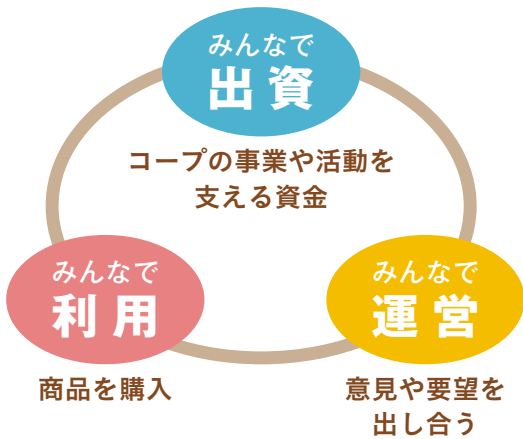 みんなで
出資
コープの事業や活動を
支える資金
みんなで
利用
商品を購入
みんなで
運営
意見や要望を
出し合う